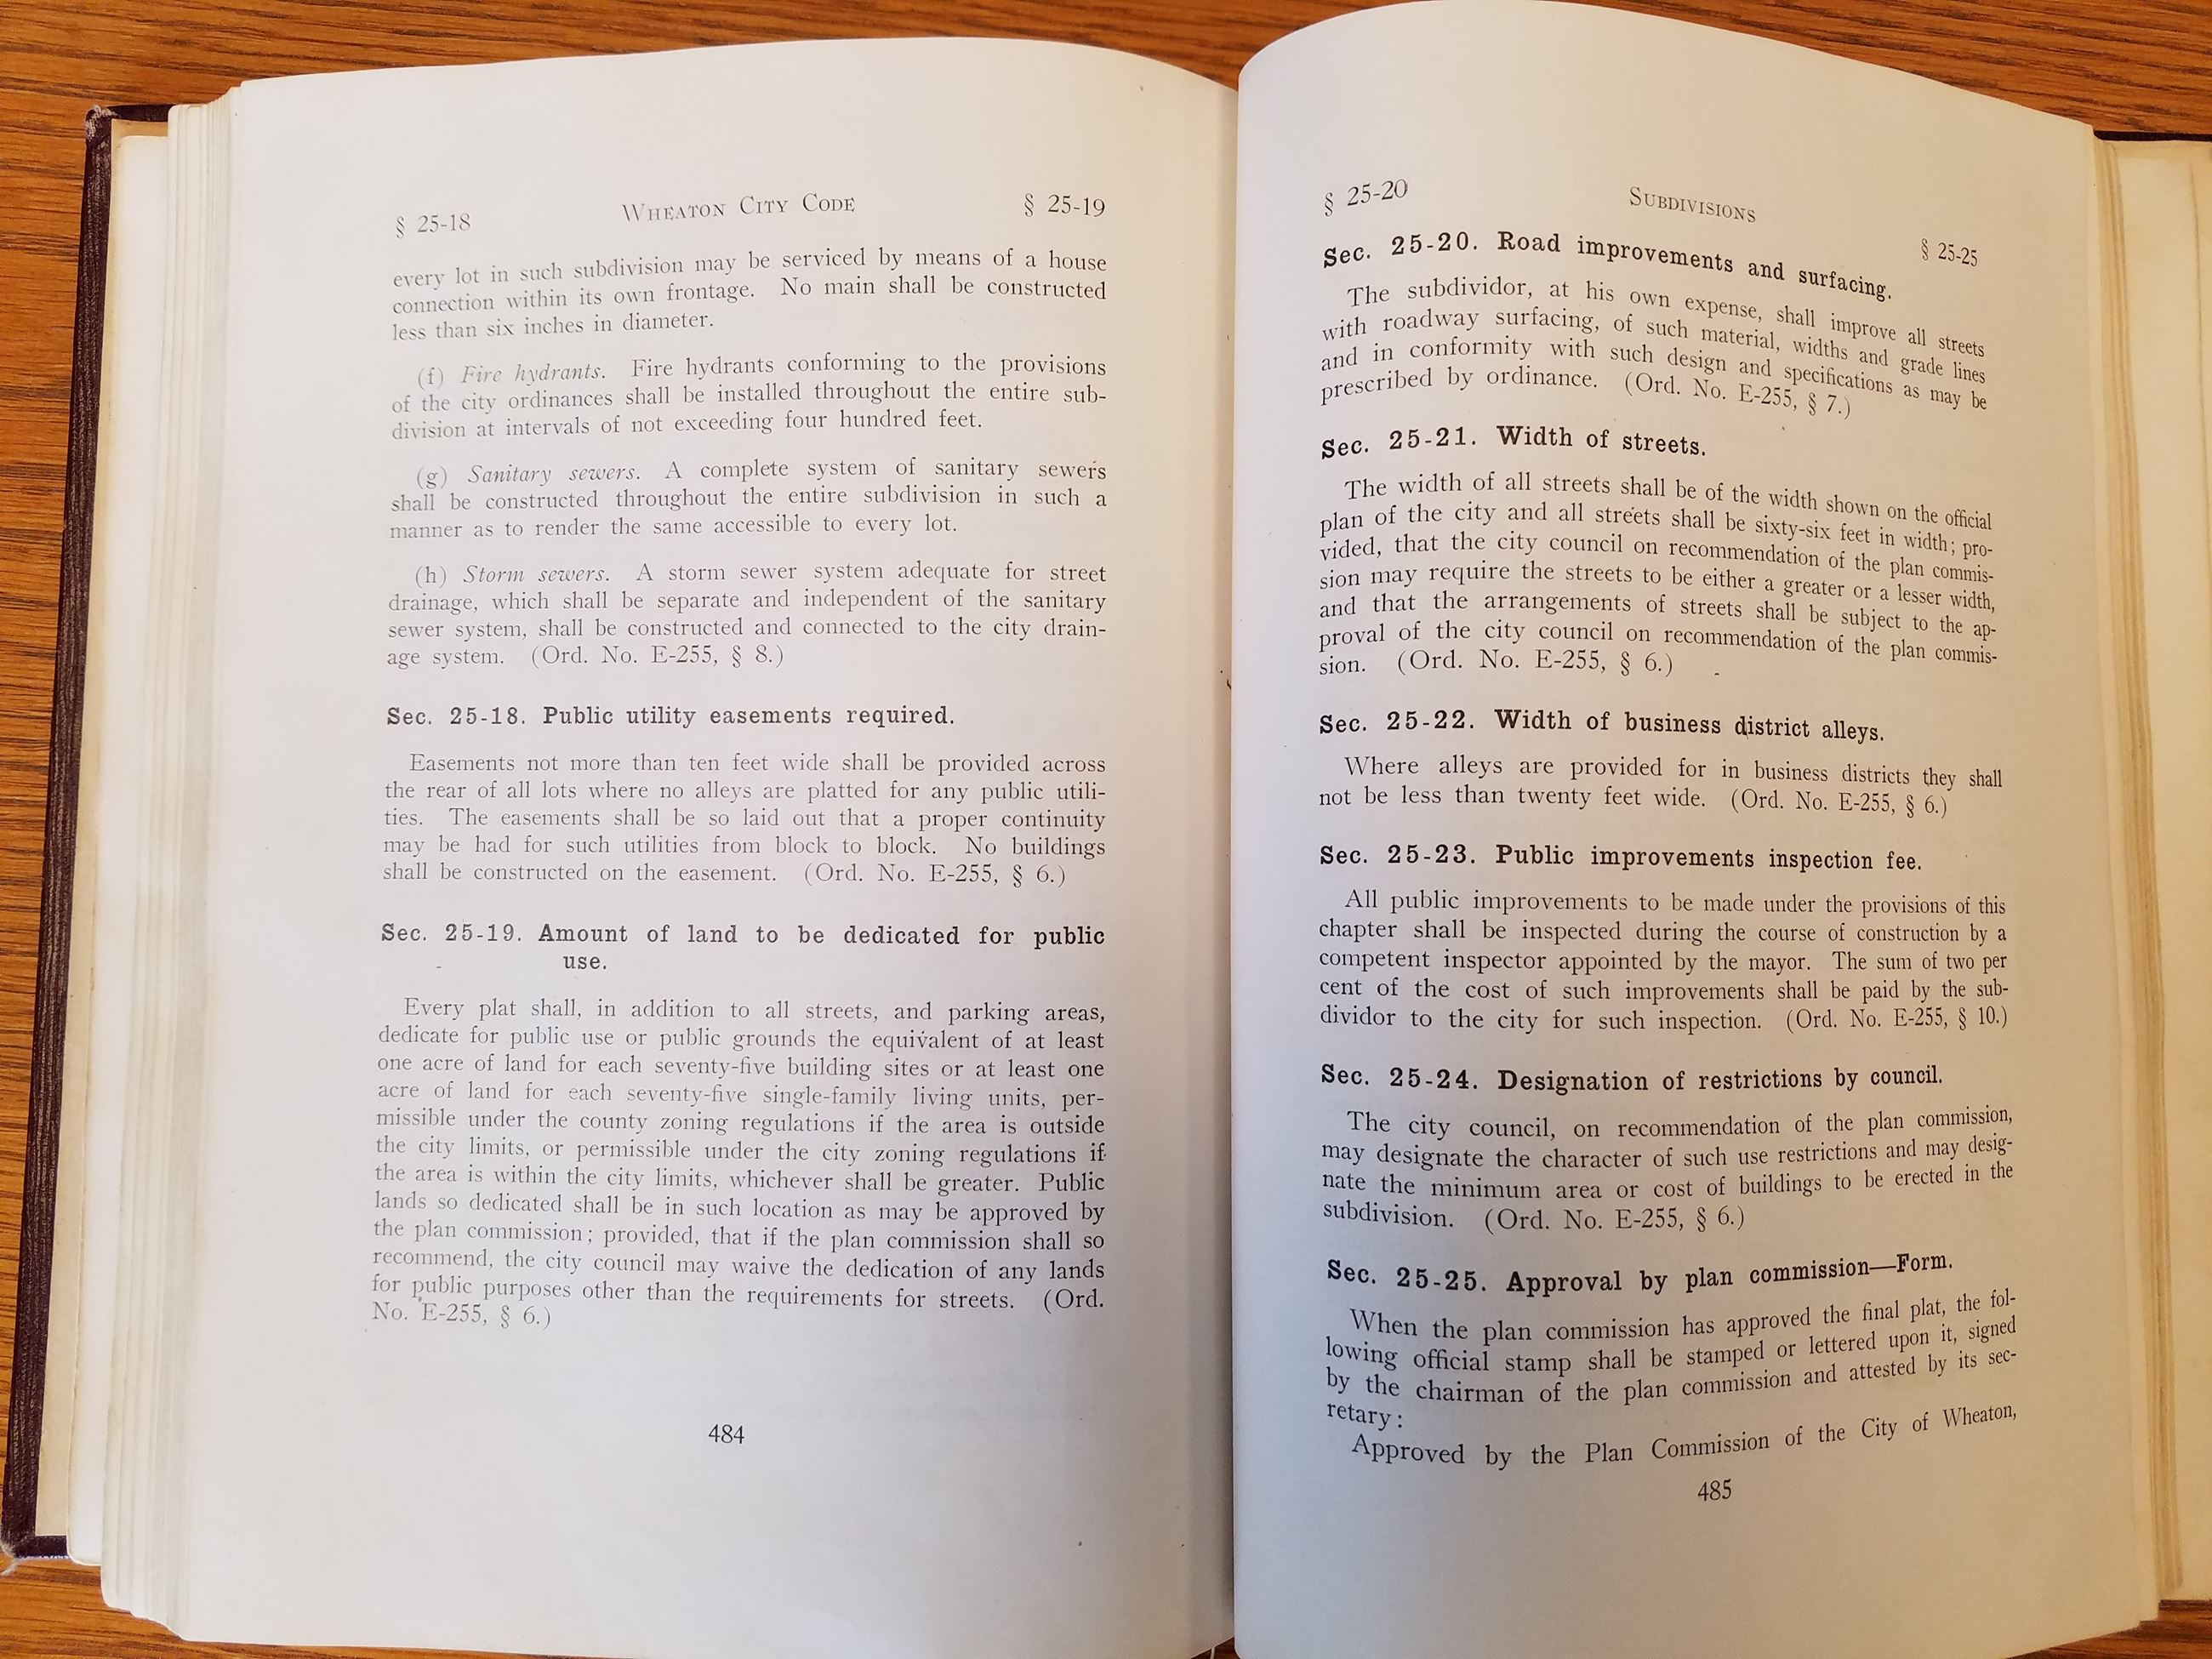 § 25-18 WHEATON CITY CODE § 25-19
every lot in such subdivision may be serviced by means of a house
connection within its own frontage. No main shall be constructed
less than six inches in diameter.
(f) Fire hydrants. Fire hydrants conforming to the provisions
of the city ordinances shall be installed throughout the entire sub-
division at intervals of not exceeding four hundred feet.
(g) Sanitary sewers. A complete system of sanitary sewers
shall be constructed throughout the entire subdivision in such a
manner as to render the same accessible to every lot.
(h) Storm sewers. A storm sewer system adequate for street
drainage, which shall be separate and independent of the sanitary
sewer system, shall be constructed and connected to the city drain-
age system. (Ord. No. E-255, § 8.)
Sec. 25-18. Public utility easements required.
Easements not more than ten feet wide shall be provided across
the rear of all lots where no alleys are platted for any public utili-
ties. The easements shall be so laid out that a proper continuity
may be had for such utilities from block to block. No buildings
shall be constructed on the easement. (Ord. No. E-255, § 6.)
Sec. 25-19. Amount of land to be dedicated for public
use.
Every plat shall, in addition to all streets, and parking areas,
dedicate for public use or public grounds the equivalent of at least
one acre of land for each seventy-five building sites or at least one
acre of land for each seventy-five single-family living units, per-
missible under the county zoning regulations if the area is outside
the city limits, or permissible under the city zoning regulations if
the area is within the city limits, whichever shall be greater. Public
lands so dedicated shall be in such location as may be approved by
the plan commission; provided, that if the plan commission shall so
recommend, the city council may waive the dedication of any lands
for public purposes other than the requirements for streets. (Ord.
No. E-255, § 6.)
484
§ 25-20 SUBDIVISIONS § 25-25
Sec. 25-20. Road improvements and surfacing.
The subdividor, at his own expense, shall improve all streets
with roadway surfacing, of such material, widths and grade lines
and in conformity with such design and specifications as may be
prescribed by ordinance. (Ord. No. E-255, § 7.)
Sec. 25-21. Width of streets.
The width of all streets shall be of the width shown on the official
plan of the city and all streets shall be sixty-six feet in width; pro-
vided, that the city council on recommendation of the plan commis-
sion may require the streets to be either a greater or a lesser width,
and that the arrangements of streets shall be subject to the ap-
proval of the city council on recommendation of the plan commis-
sion. (Ord. No. E-255, § 6.)
Sec. 25-22. Width of business district alleys.
Where alleys are provided for in business districts they shall
not be less than twenty feet wide. (Ord. No. E-255, § 6.)
Sec. 25-23. Public improvements inspection fee.
All public improvements to be made under the provisions of this
chapter shall be inspected during the course of construction by a
competent inspector appointed by the mayor. The sum of two per
cent of the cost of such improvements shall be paid by the sub-
dividor to the city for such inspection. (Ord. No. E-255, § 10.)
Sec. 25-24. Designation of restrictions by council.
The city council, on recommendation of the plan commission,
may designate the character of such use restrictions and may desig-
nate the minimum area or cost of buildings to be erected in the
subdivision. (Ord. No. E-255, § 6.)
Sec. 25-25. Approval by plan commission—Form.
When the plan commission has approved the final plat, the fol-
lowing official stamp shall be stamped or lettered upon it, signed
by the chairman of the plan commission and attested by its sec-
retary:
Approved by the Plan Commission of the City of Wheaton,
485